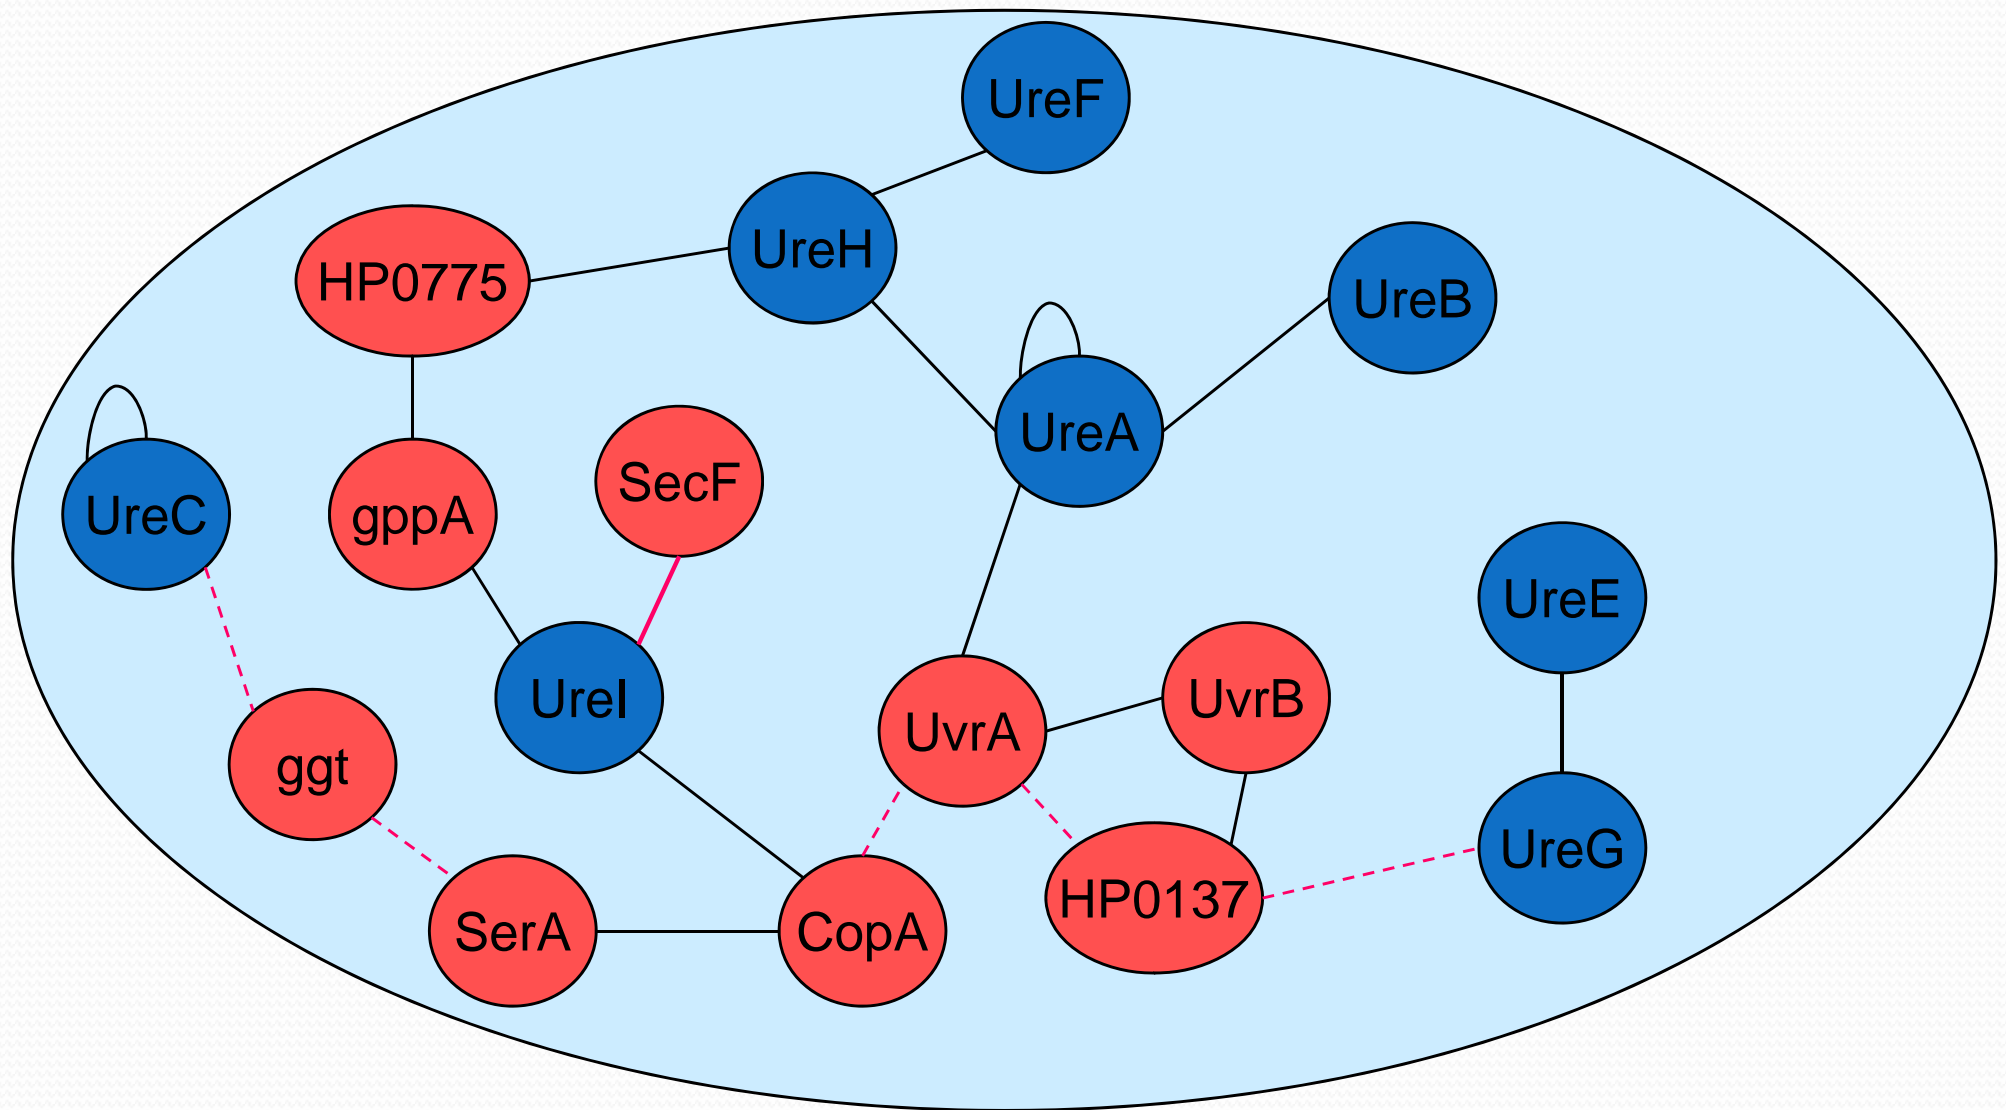 UreF
UreH
HP0775
UreB
UreA
SecF
UreC
gppA
UreE
UreI
UvrB
UvrA
ggt
UreG
HP0137
SerA
CopA